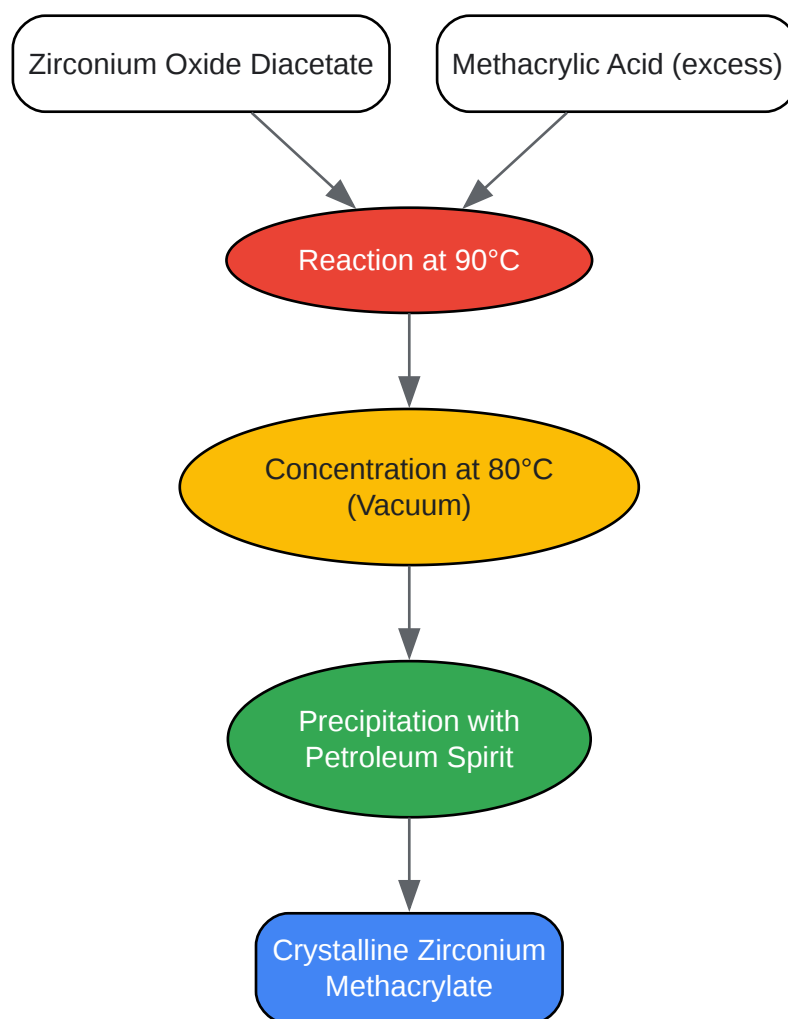 Zirconium Oxide Diacetate
Methacrylic Acid (excess)
Reaction at 90°C
Concentration at 80°C
(Vacuum)
Precipitation with
Petroleum Spirit
Crystalline Zirconium
Methacrylate